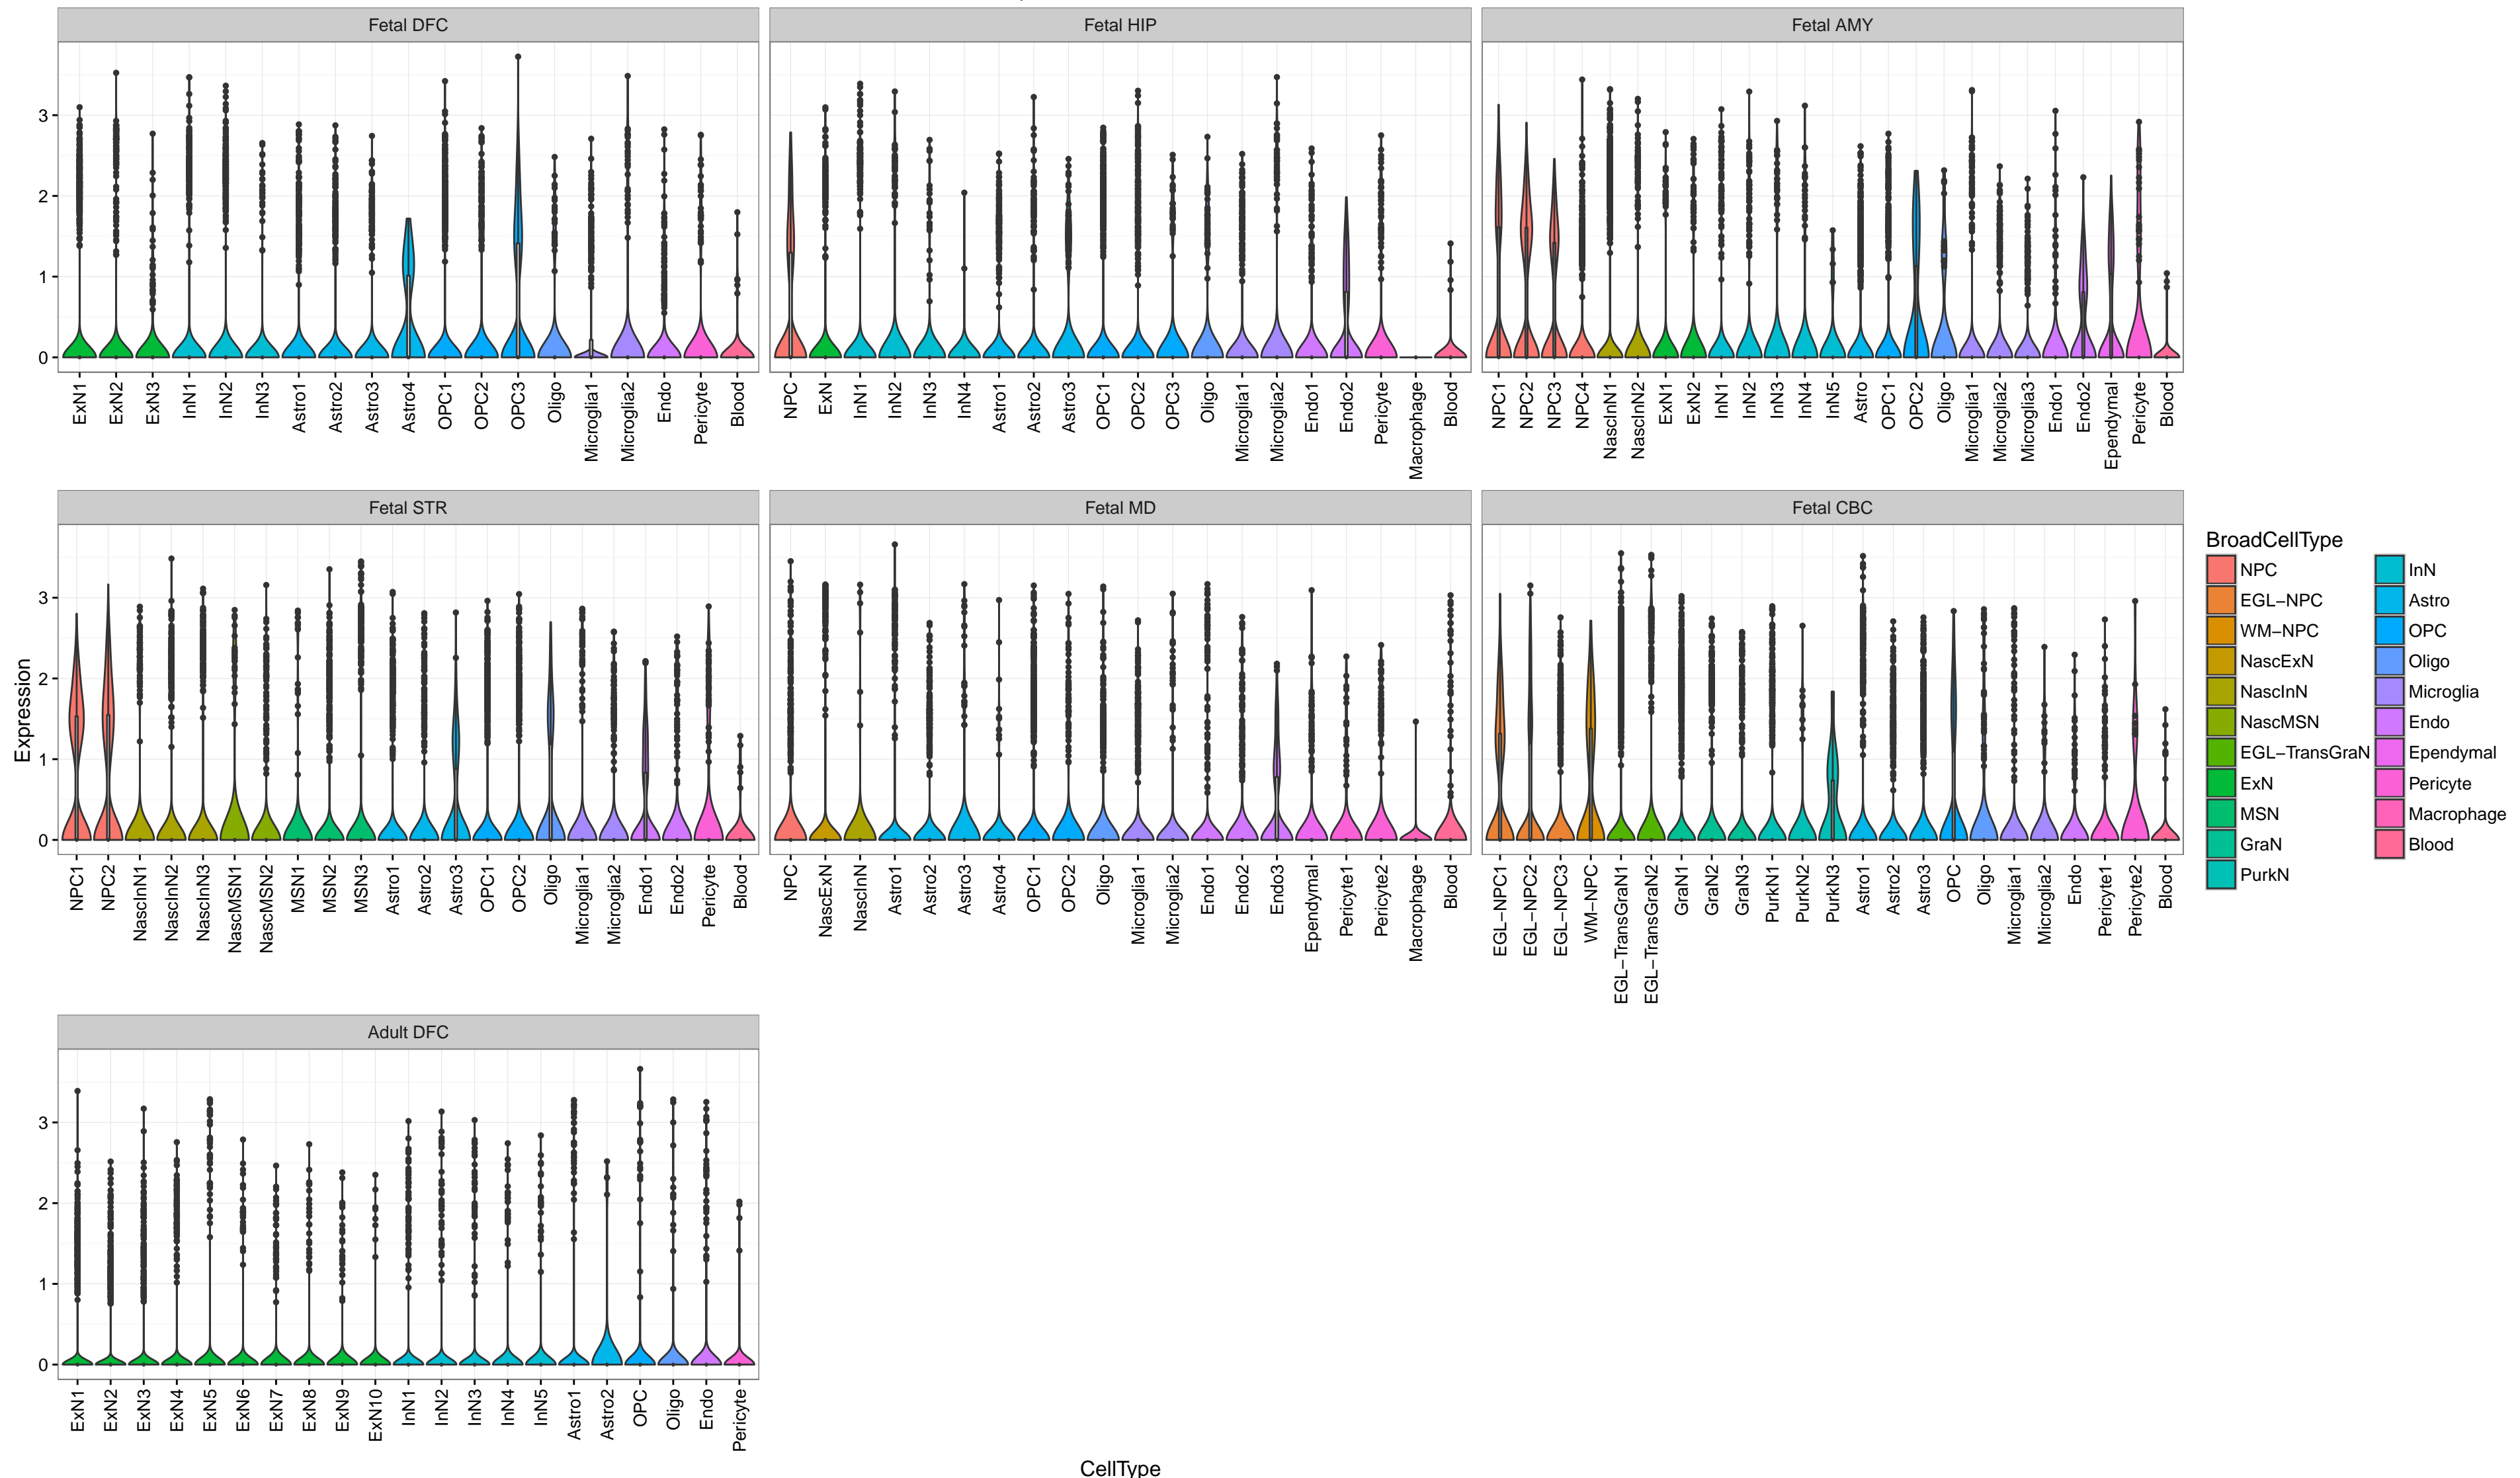 Fetal DFC
Fetal HIP
Fetal AMY
3
2
1
0
ExN1 ExN2 ExN3 InN1 InN2 InN3 Astro1 Astro2 Astro3 Astro4 OPC1 OPC2 OPC3 Oligo Microglia1 Microglia2 Endo Pericyte Blood
NPC ExN InN1 InN2 InN3 InN4 Astro1 Astro2 Astro3 OPC1 OPC2 OPC3 Oligo Microglia1 Microglia2 Endo1 Endo2 Pericyte Macrophage Blood
NPC1 NPC2 NPC3 NPC4 NascInN1 NascInN2 ExN1 ExN2 InN1 InN2 InN3 InN4 InN5 Astro OPC1 OPC2 Oligo Microglia1 Microglia2 Microglia3 Endo1 Endo2 Ependymal Pericyte Blood
Fetal STR
Fetal MD
Fetal CBC
Expression
3
2
1
0
NPC1 NPC2 NascInN1 NascInN2 NascInN3 NascMSN1 NascMSN2 MSN1 MSN2 MSN3 Astro1 Astro2 Astro3 OPC1 OPC2 Oligo Microglia1 Microglia2 Endo1 Endo2 Pericyte Blood
NPC NascExN NascInN Astro1 Astro2 Astro3 Astro4 OPC1 OPC2 Oligo Microglia1 Microglia2 Endo1 Endo2 Endo3 Ependymal Pericyte1 Pericyte2 Macrophage Blood
EGL−NPC1 EGL−NPC2 EGL−NPC3 WM−NPC EGL−TransGraN1 EGL−TransGraN2 GraN1 GraN2 GraN3 PurkN1 PurkN2 PurkN3 Astro1 Astro2 Astro3 OPC Oligo Microglia1 Microglia2 Endo Pericyte1 Pericyte2 Blood
BroadCellType
NPC
EGL−NPC
WM−NPC
NascExN
NascInN
NascMSN
EGL−TransGraN
ExN
MSN
GraN
PurkN
InN
Astro
OPC
Oligo
Microglia
Endo
Ependymal
Pericyte
Macrophage
Blood
Adult DFC
3
2
1
0
ExN1 ExN2 ExN3 ExN4 ExN5 ExN6 ExN7 ExN8 ExN9 ExN10 InN1 InN2 InN3 InN4 InN5 Astro1 Astro2 OPC Oligo Endo Pericyte
CellType